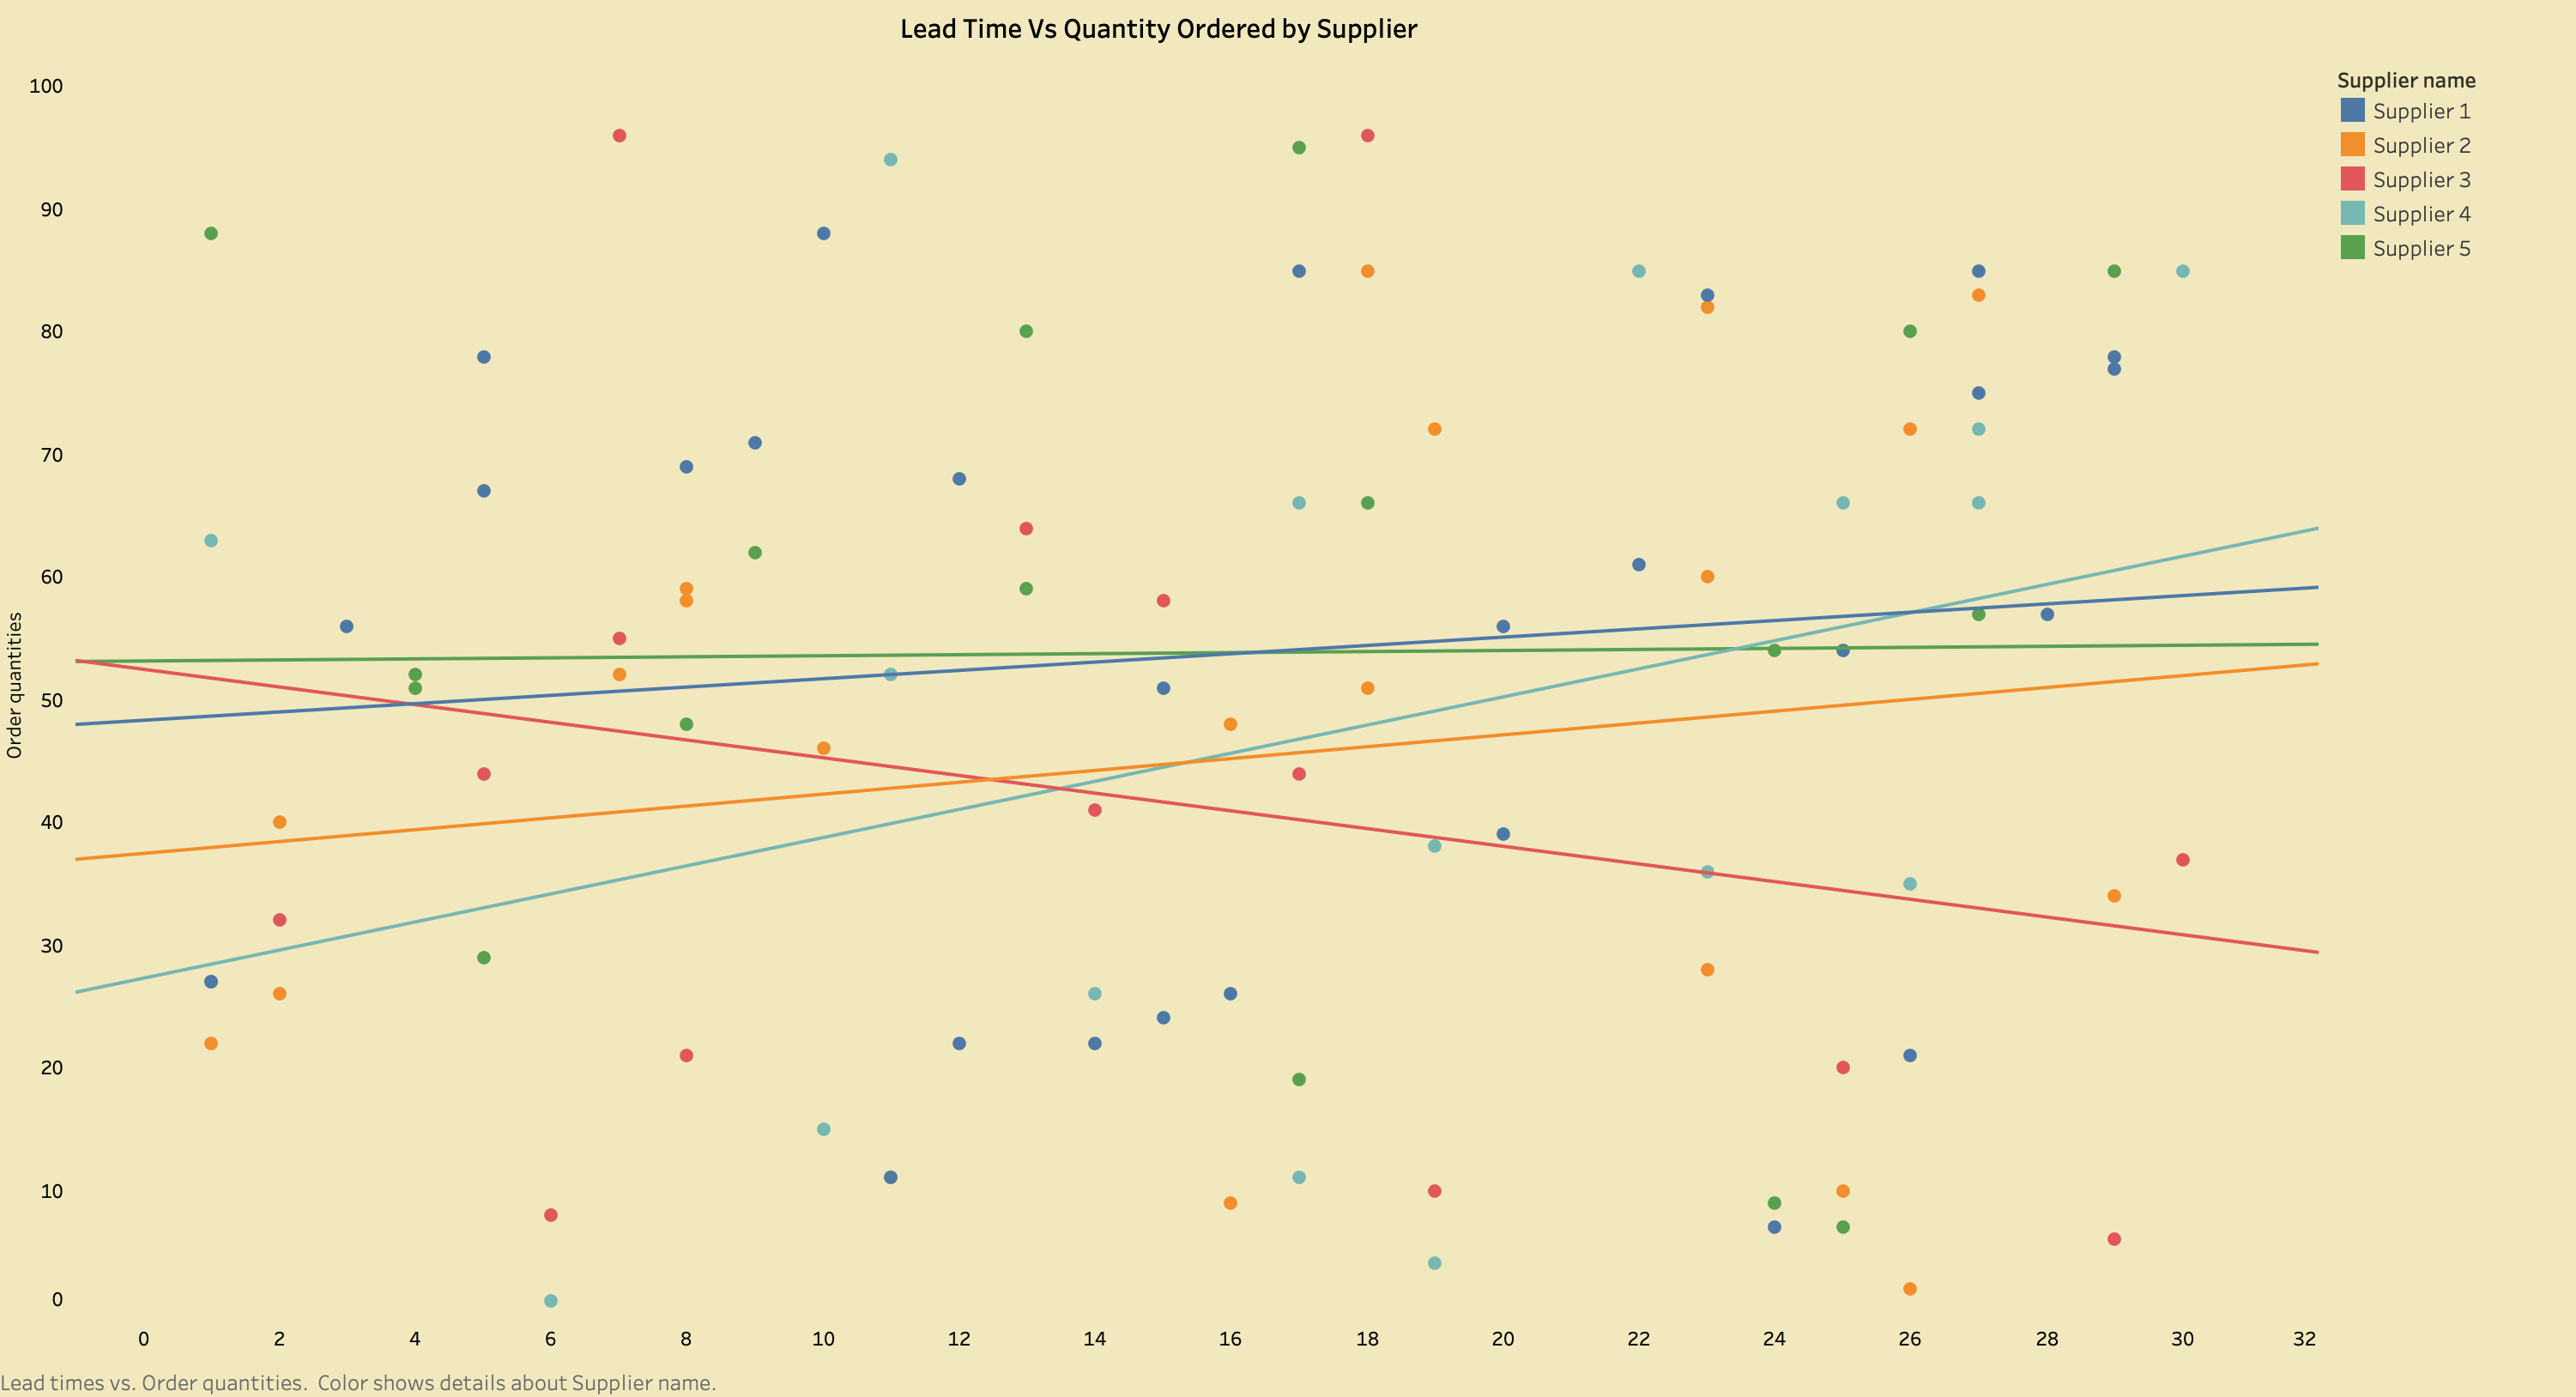 Lead Time Vs Quantity Ordered by Supplier
Supplier name
Supplier 1
Supplier 2
Supplier 3
Supplier 4
Supplier 5
Order quantities
100
90
80
70
60
50
40
30
20
10
0
0 2 4 6 8 10 12 14 16 18 20 22 24 26 28 30 32
Lead times vs. Order quantities. Color shows details about Supplier name.